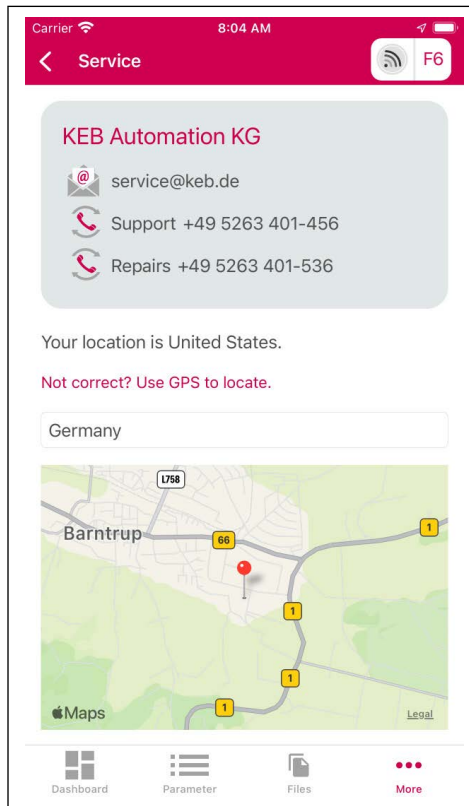 Carrier 8:04 AM
Service F6
KEB Automation KG
@ service@keb.de
Support +49 5263 401-456
Repairs +49 5263 401-536
Your location is United States.
Not correct? Use GPS to locate.
Germany
L758
Barntrup
66
1
1
1
1
Maps
Legal
Dashboard Parameter Files More